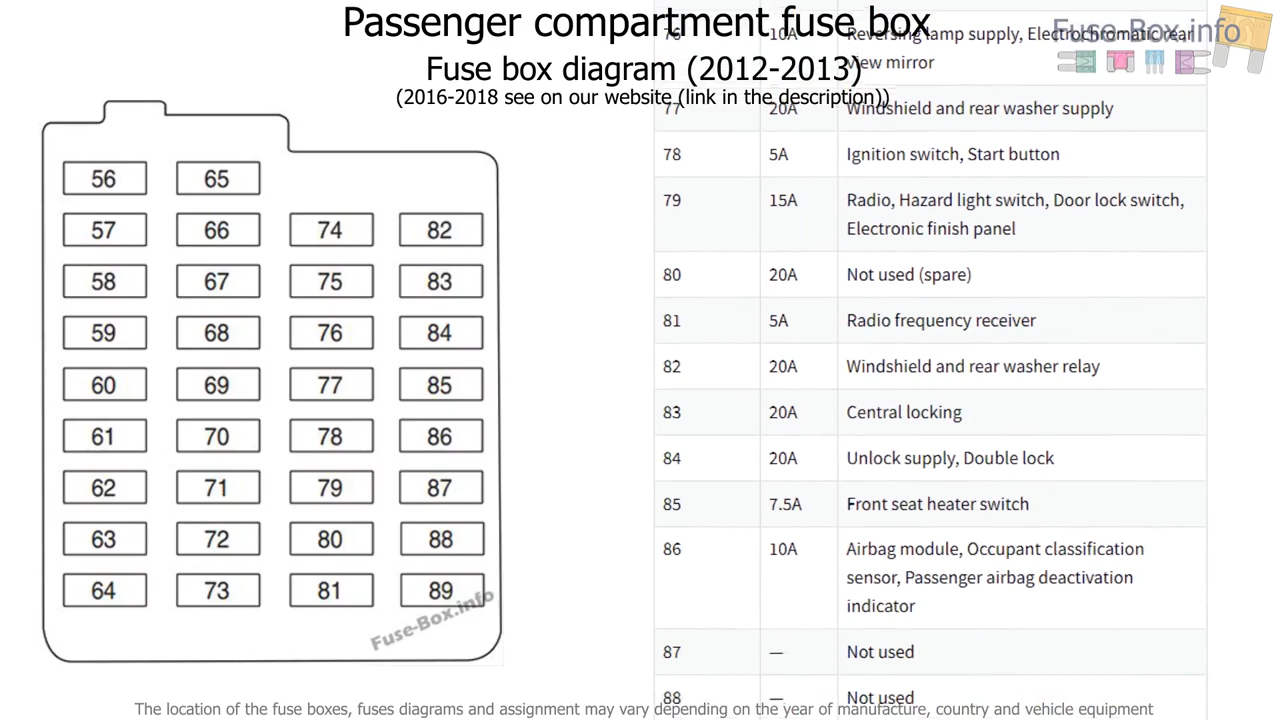 Passenger compartment fuse box
Fuse box diagram (2012-2013)
(2016-2018 see on our website (link in the description))
Fuse-Box.info
56 65
57 66 74 82
58 67 75 83
59 68 76 84
60 69 77 85
61 70 78 86
62 71 79 87
63 72 80 88
64 73 81 89
Fuse-Box.info
76 10A Reversing lamp supply, Electrochromatic rear
view mirror
77 20A Windshield and rear washer supply
78 5A Ignition switch, Start button
79 15A Radio, Hazard light switch, Door lock switch,
Electronic finish panel
80 20A Not used (spare)
81 5A Radio frequency receiver
82 20A Windshield and rear washer relay
83 20A Central locking
84 20A Unlock supply, Double lock
85 7.5A Front seat heater switch
86 10A Airbag module, Occupant classification
sensor, Passenger airbag deactivation
indicator
87 — Not used
88 — Not used
The location of the fuse boxes, fuses diagrams and assignment may vary depending on the year of manufacture, country and vehicle equipment